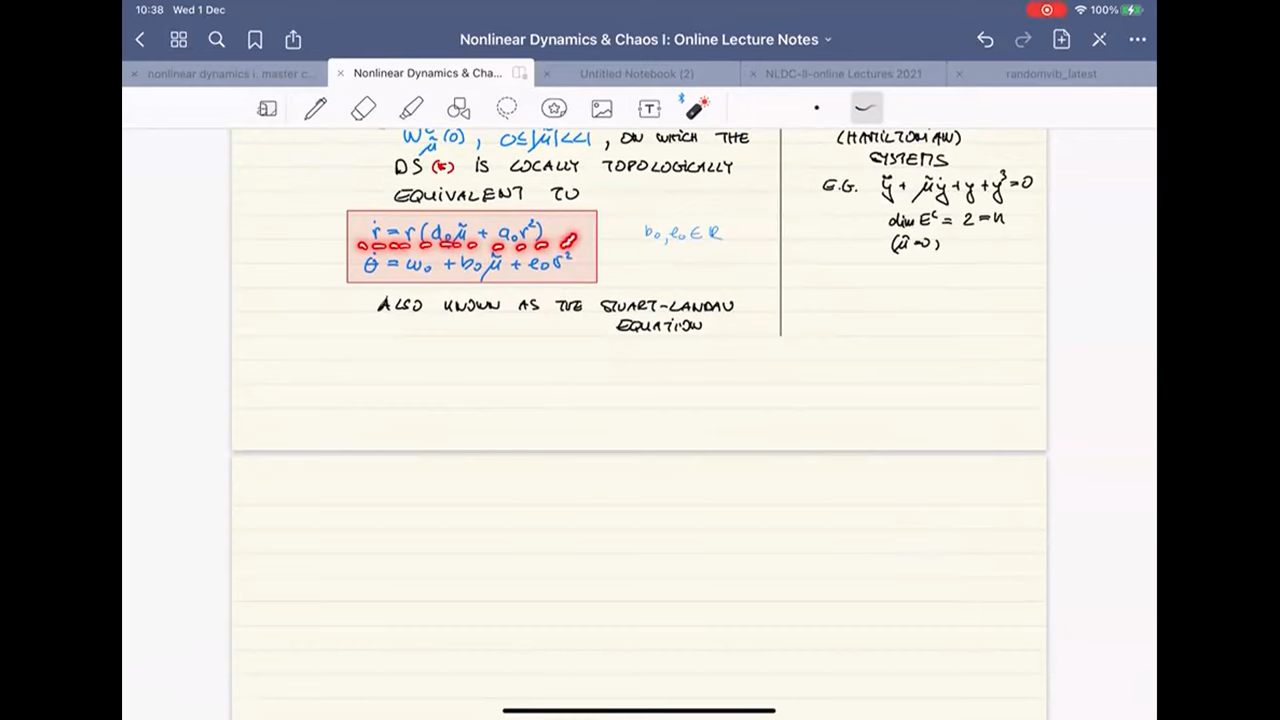 10:38 Wed 1 Dec
100%
Nonlinear Dynamics & Chaos I: Online Lecture Notes
nonlinear dynamics i. master c...
Nonlinear Dynamics & Cha...
Untitled Notebook (2)
NLDC-II-online Lectures 2021
randomvib_latest
W^c_μ̃(0), 0≤|μ̃|<<1, ON WHICH THE
DS (*) IS LOCALLY TOPOLOGICALLY
EQUIVALENT TO
ṙ = r(d₀μ̃ + a₀r²)
θ̇ = ω₀ + b₀μ̃ + e₀r²
b₀, e₀ ∈ ℝ
ALSO KNOWN AS THE STUART-LANDAU
EQUATION
(HAMILTONIAN)
SYSTEMS
E.G. ÿ + μ̃ẏ + y + y³ = 0
dim E^c = 2 = n
(μ̃=0)